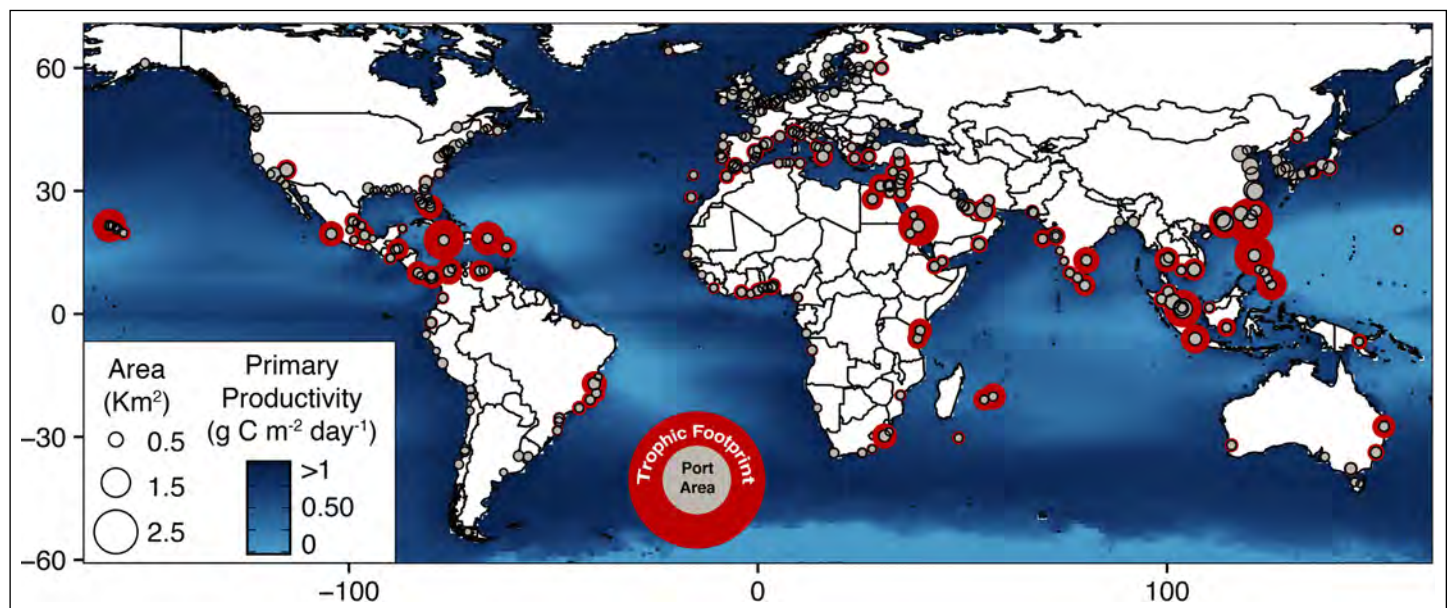 60
30
0
−30
−60
−100
0
100
Area
(Km²)
0.5
1.5
2.5
Primary
Productivity
(g C m⁻² day⁻¹)
>1
0.50
0
Trophic Footprint
Port
Area